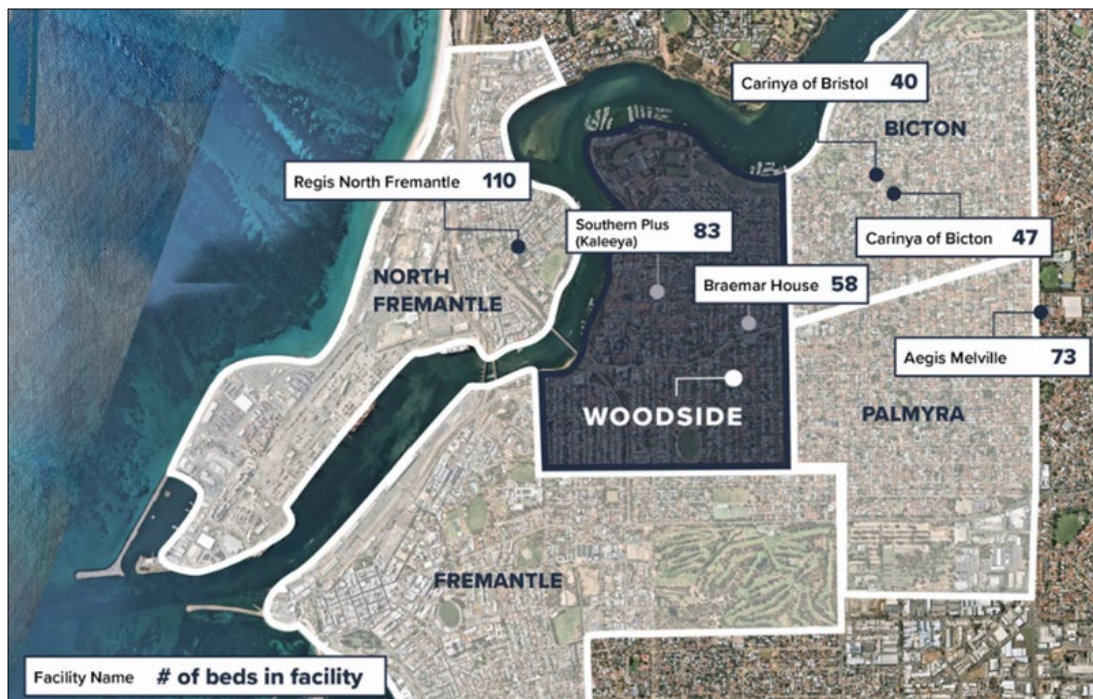 Carinya of Bristol 40
BICTON
Regis North Fremantle 110
Southern Plus
(Kaleeya) 83
Carinya of Bicton 47
NORTH
FREMANTLE
Braemar House 58
Aegis Melville 73
WOODSIDE
PALMYRA
FREMANTLE
Facility Name # of beds in facility